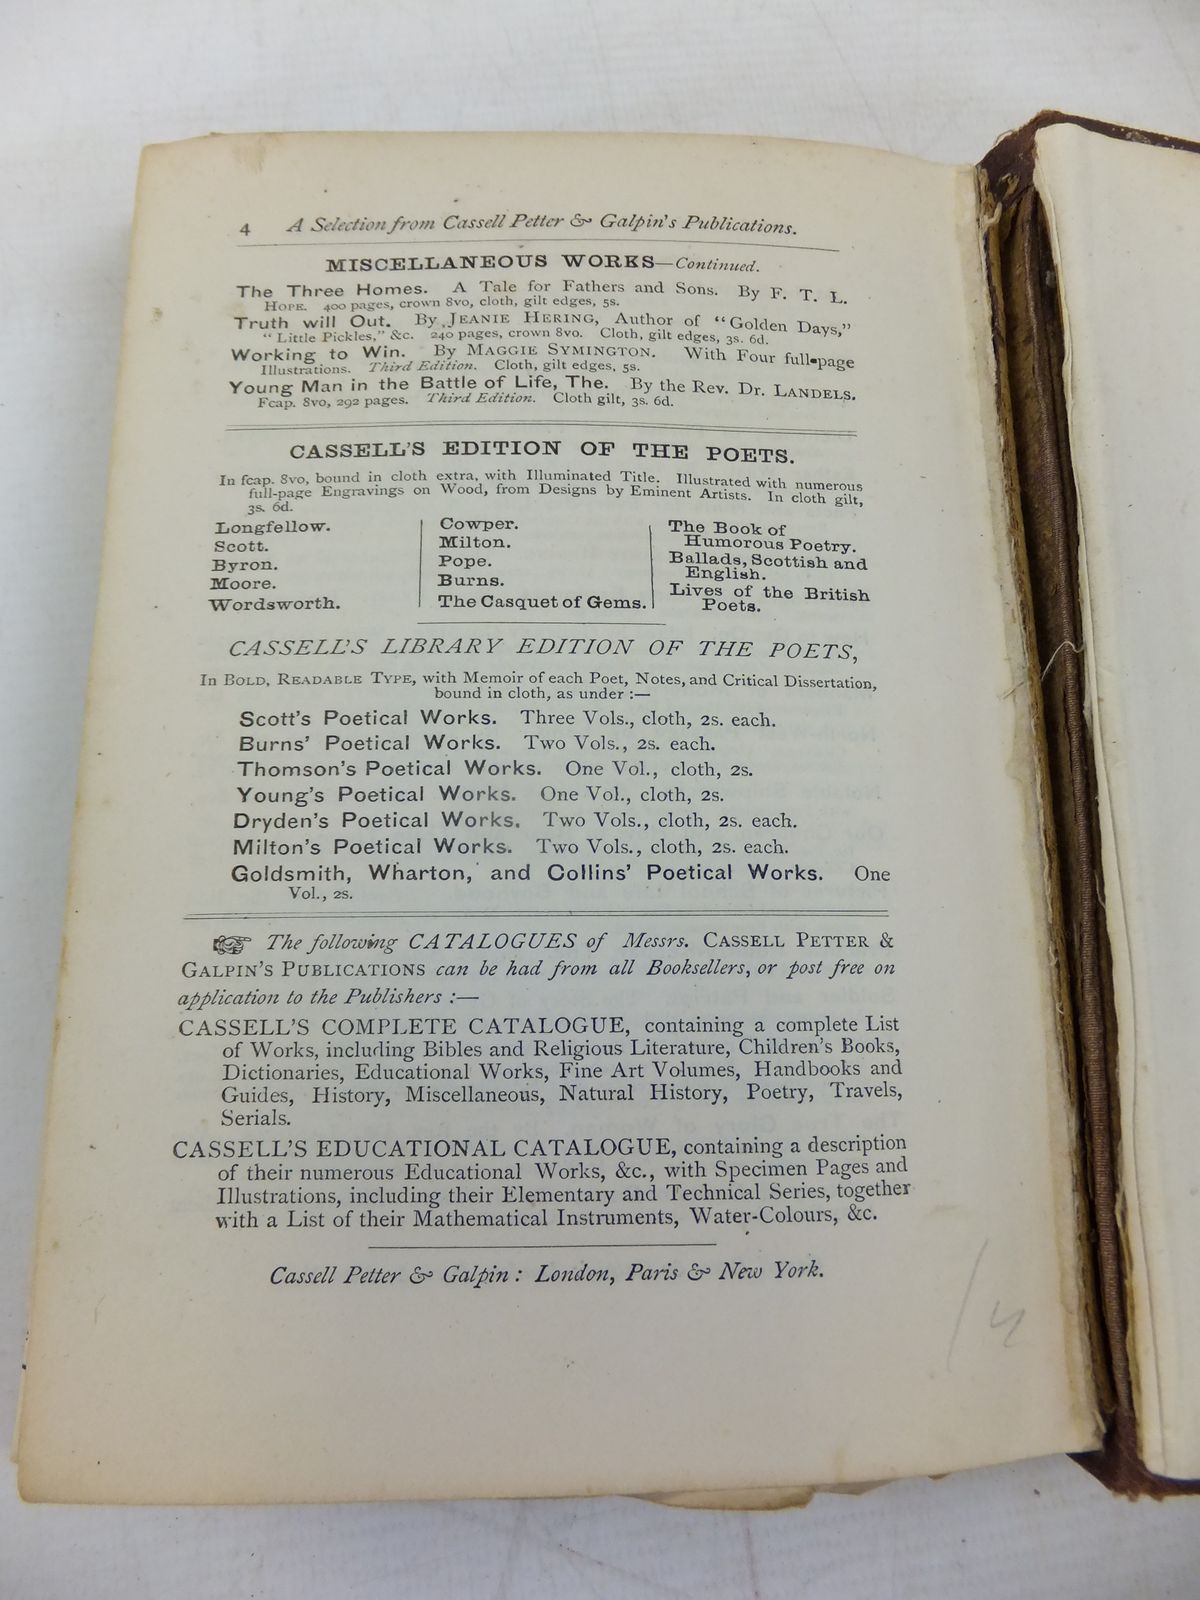 4 A Selection from Cassell Petter & Galpin's Publications.
MISCELLANEOUS WORKS—Continued.
The Three Homes. A Tale for Fathers and Sons. By F. T. L.
HOPE. 400 pages, crown 8vo, cloth, gilt edges, 5s.
Truth will Out. By JEANIE HERING, Author of "Golden Days,"
"Little Pickles," &c. 240 pages, crown 8vo. Cloth, gilt edges, 3s. 6d.
Working to Win. By MAGGIE SYMINGTON. With Four full-page
Illustrations. Third Edition. Cloth, gilt edges, 5s.
Young Man in the Battle of Life, The. By the Rev. Dr. LANDELS.
Fcap. 8vo, 292 pages. Third Edition. Cloth gilt, 3s. 6d.
CASSELL'S EDITION OF THE POETS.
In fcap. 8vo, bound in cloth extra, with Illuminated Title. Illustrated with numerous
full-page Engravings on Wood, from Designs by Eminent Artists. In cloth gilt,
3s. 6d.
Longfellow.
Scott.
Byron.
Moore.
Wordsworth.
Cowper.
Milton.
Pope.
Burns.
The Casquet of Gems.
The Book of
Humorous Poetry.
Ballads, Scottish and
English.
Lives of the British
Poets.
CASSELL'S LIBRARY EDITION OF THE POETS,
IN BOLD, READABLE TYPE, with Memoir of each Poet, Notes, and Critical Dissertation,
bound in cloth, as under :—
Scott's Poetical Works. Three Vols., cloth, 2s. each.
Burns' Poetical Works. Two Vols., 2s. each.
Thomson's Poetical Works. One Vol., cloth, 2s.
Young's Poetical Works. One Vol., cloth, 2s.
Dryden's Poetical Works. Two Vols., cloth, 2s. each.
Milton's Poetical Works. Two Vols., cloth, 2s. each.
Goldsmith, Wharton, and Collins' Poetical Works. One
Vol., 2s.
☞ The following CATALOGUES of Messrs. CASSELL PETTER &
GALPIN'S PUBLICATIONS can be had from all Booksellers, or post free on
application to the Publishers :—
CASSELL'S COMPLETE CATALOGUE, containing a complete List
of Works, including Bibles and Religious Literature, Children's Books,
Dictionaries, Educational Works, Fine Art Volumes, Handbooks and
Guides, History, Miscellaneous, Natural History, Poetry, Travels,
Serials.
CASSELL'S EDUCATIONAL CATALOGUE, containing a description
of their numerous Educational Works, &c., with Specimen Pages and
Illustrations, including their Elementary and Technical Series, together
with a List of their Mathematical Instruments, Water-Colours, &c.
Cassell Petter & Galpin : London, Paris & New York.